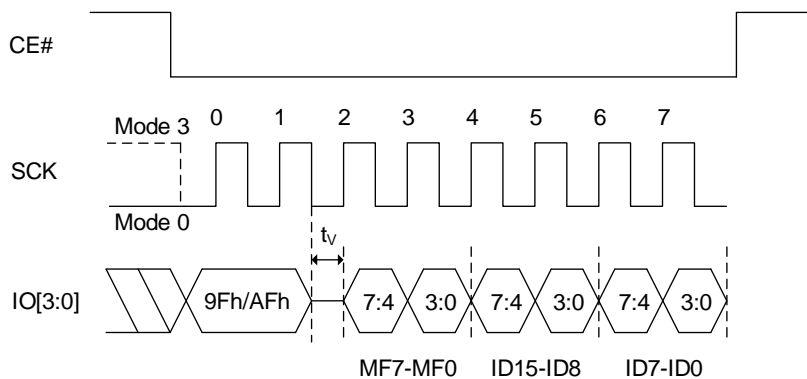 CE#
0 1 2 3 4 5 6 7
Mode 3
SCK
Mode 0
tV
IO[3:0]
9Fh/AFh 7:4 3:0 7:4 3:0 7:4 3:0
MF7-MF0 ID15-ID8 ID7-ID0